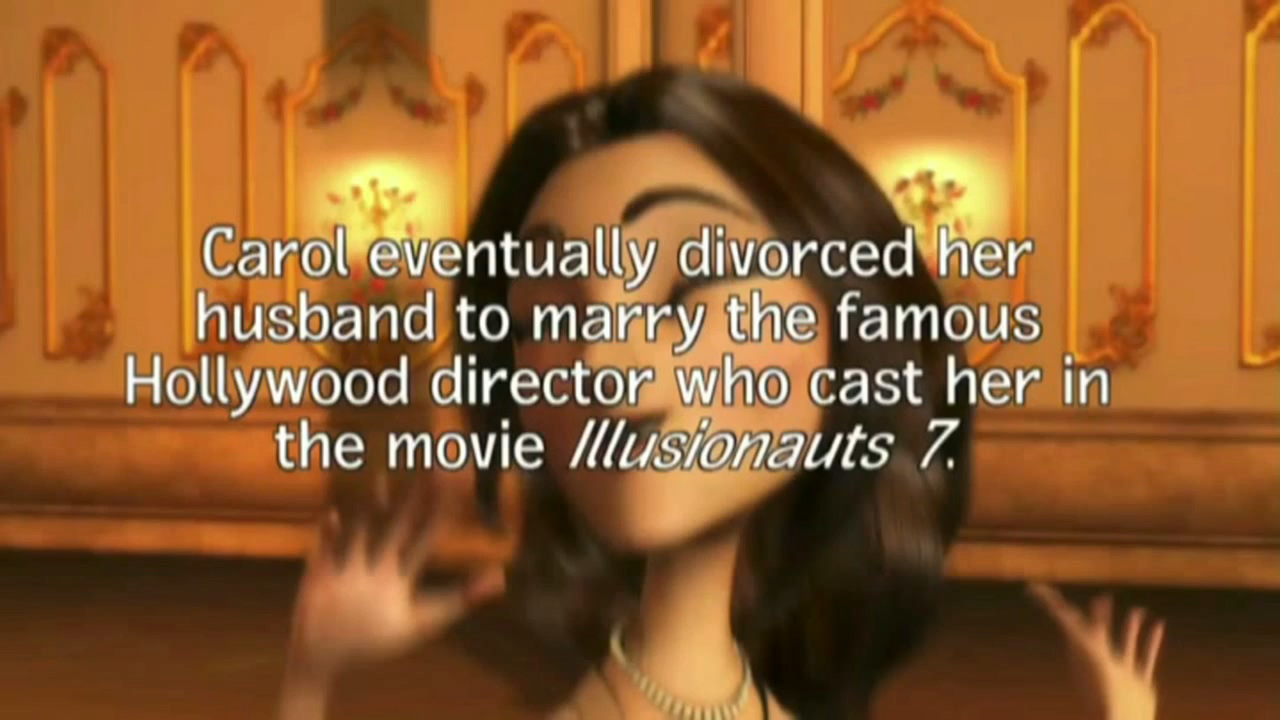 Carol eventually divorced her
husband to marry the famous
Hollywood director who cast her in
the movie Illusionauts 7.